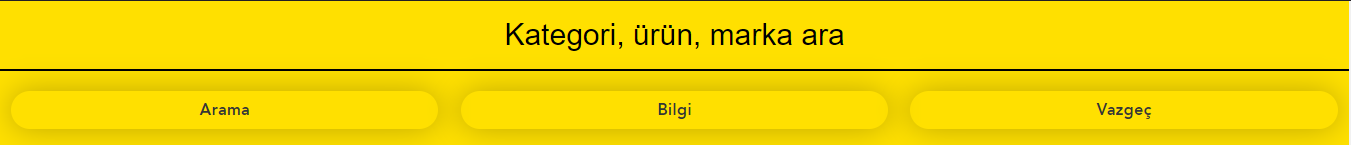 Kategori, ürün, marka ara
Arama Bilgi Vazgeç